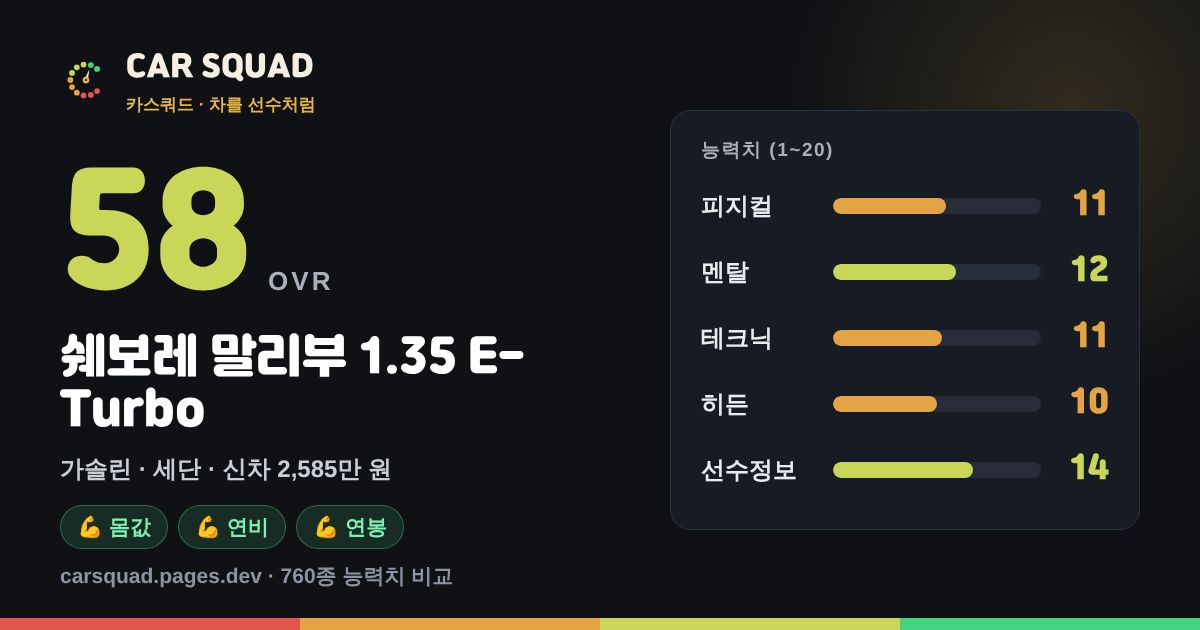 CAR SQUAD
카스쿼드 · 차를 선수처럼
58 OVR
쉐보레 말리부 1.35 E-
Turbo
가솔린 · 세단 · 신차 2,585만 원
💪 몸값 💪 연비 💪 연봉
carsquad.pages.dev · 760종 능력치 비교
능력치 (1~20)
피지컬 11
멘탈 12
테크닉 11
히든 10
선수정보 14